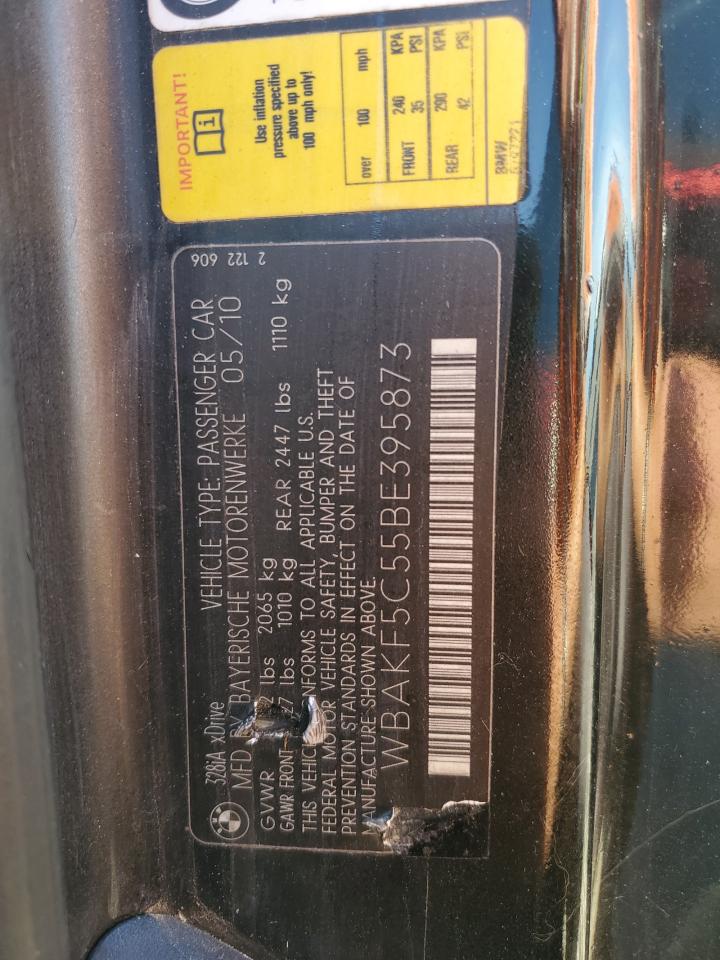 328iA xDrive VEHICLE TYPE: PASSENGER CAR
MFD BY BAYERISCHE MOTORENWERKE 05/10
GVWR lbs 2065 kg
GAWR FRONT lbs 1010 kg REAR 2447 lbs 1110 kg
THIS VEHIC ONFORMS TO ALL APPLICABLE U.S.
FEDERAL MOTOR VEHICLE SAFETY, BUMPER AND THEFT
PREVENTION STANDARDS IN EFFECT ON THE DATE OF
MANUFACTURE SHOWN ABOVE.
WBAKF5C55BE395873
2 122 606
IMPORTANT!
Use inflation
pressure specified
above up to
100 mph only!
over 100 mph
FRONT 240 KPA
35 PSI
REAR 290 KPA
42 PSI
BMW